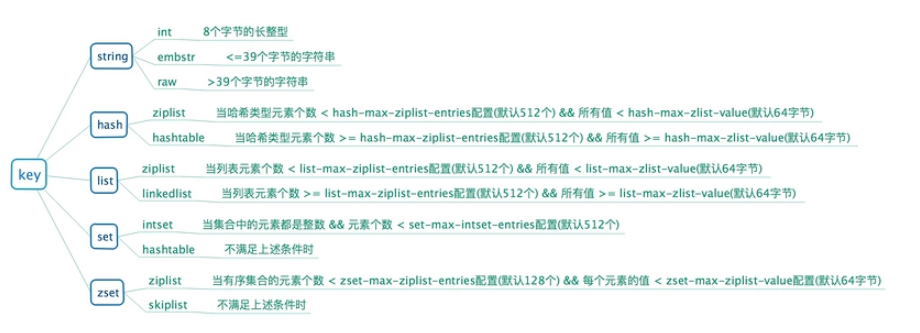 key
string
int 8个字节的长整型
embstr <=39个字节的字符串
raw >39个字节的字符串
hash
ziplist 当哈希类型元素个数 < hash-max-ziplist-entries配置(默认512个) && 所有值 < hash-max-zlist-value(默认64字节)
hashtable 当哈希类型元素个数 >= hash-max-ziplist-entries配置(默认512个) && 所有值 >= hash-max-zlist-value(默认64字节)
list
ziplist 当列表元素个数 < list-max-ziplist-entries配置(默认512个) && 所有值 < list-max-zlist-value(默认64字节)
linkedlist 当列表元素个数 >= list-max-ziplist-entries配置(默认512个) && 所有值 >= list-max-zlist-value(默认64字节)
set
intset 当集合中的元素都是整数 && 元素个数 < set-max-intset-entries配置(默认512个)
hashtable 不满足上述条件时
zset
ziplist 当有序集合的元素个数 < zset-max-ziplist-entries配置(默认128个) && 每个元素的值 < zset-max-ziplist-value配置(默认64字节)
skiplist 不满足上述条件时